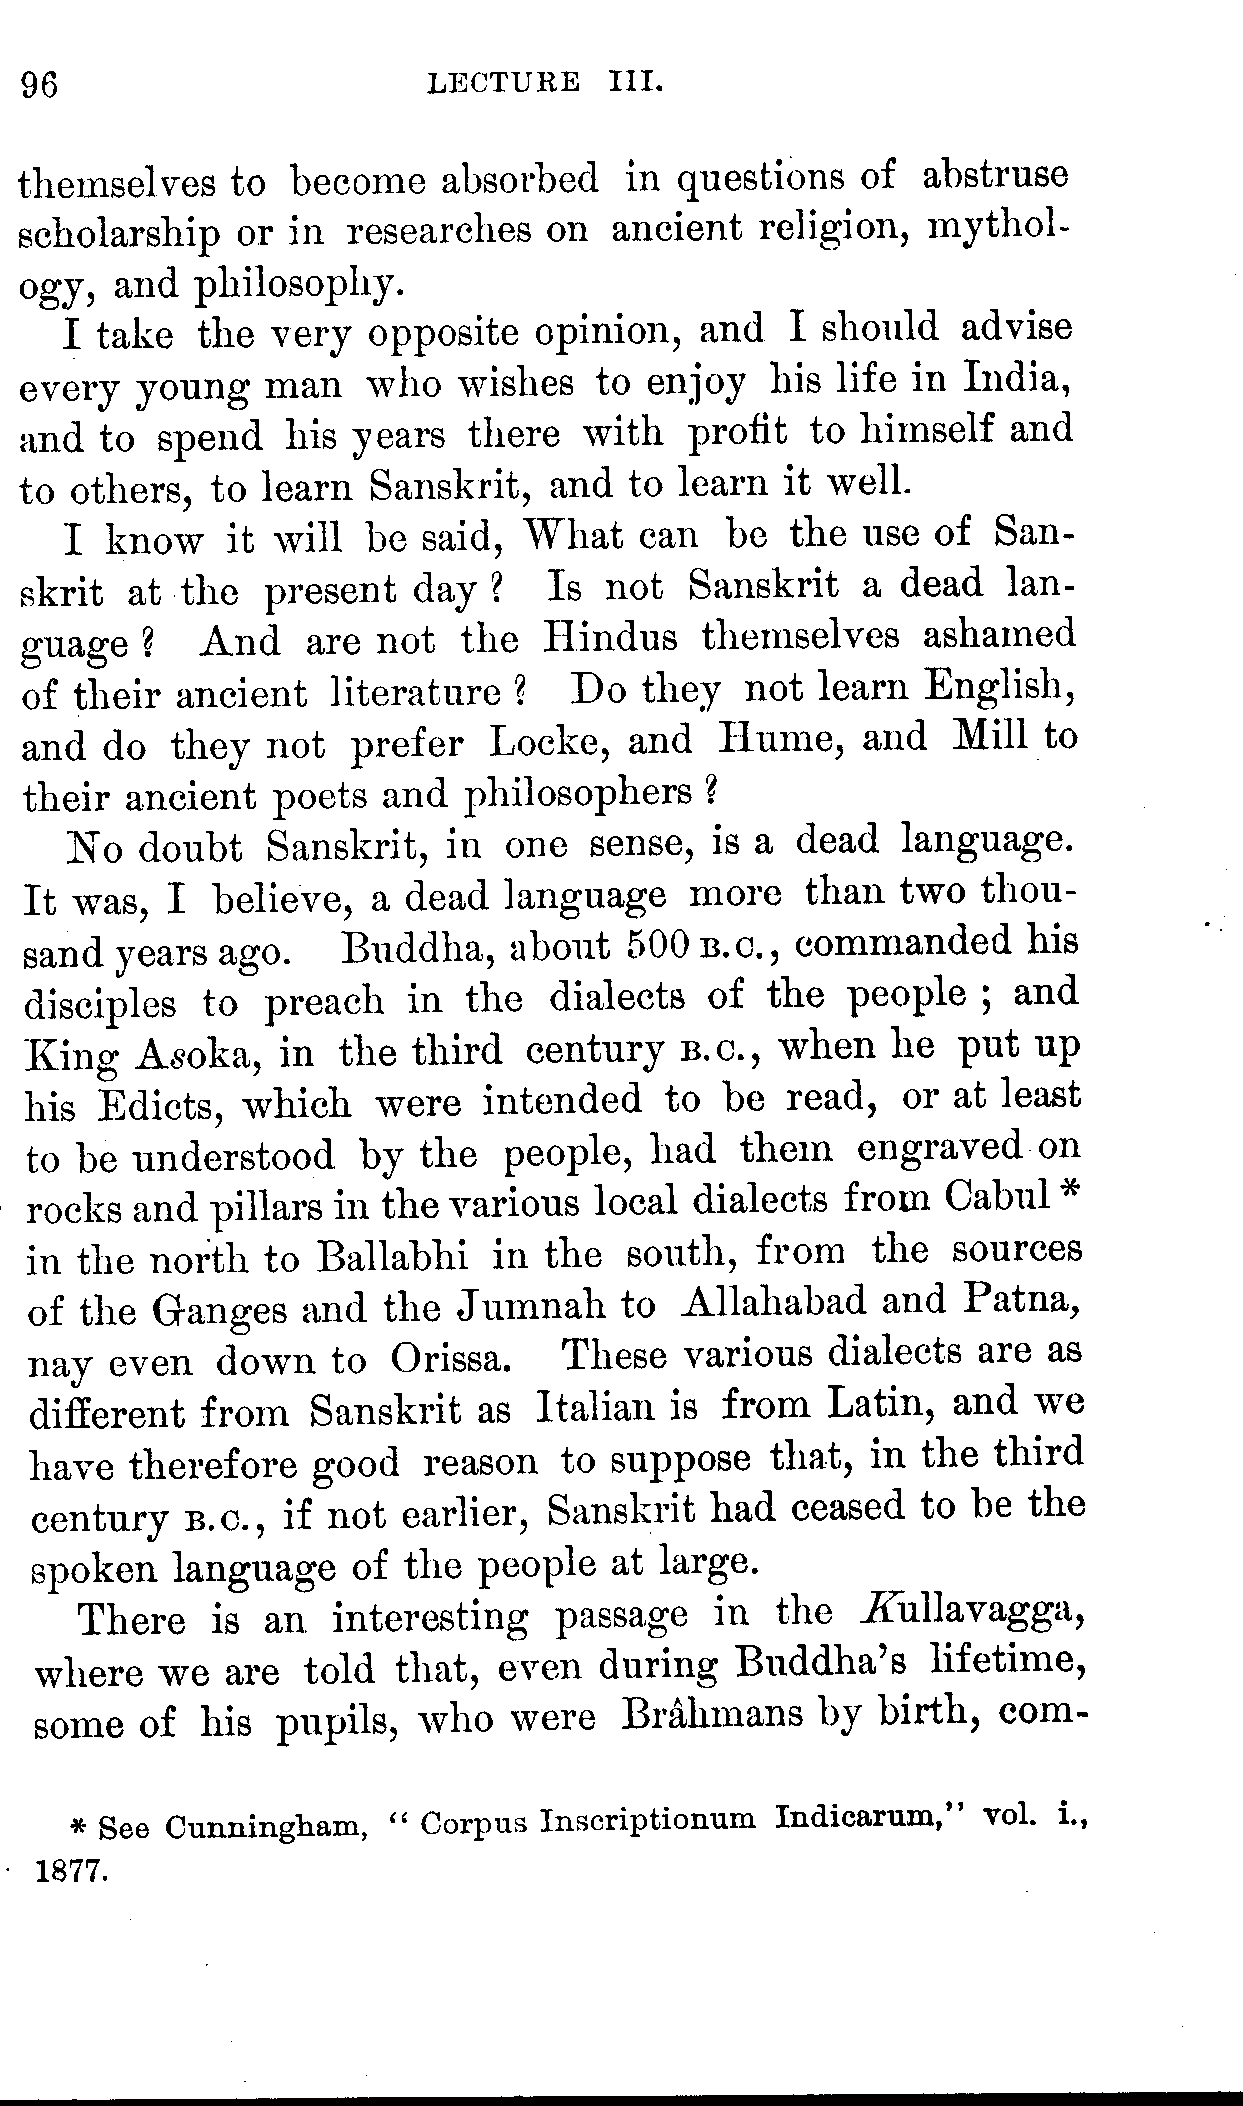 96 LECTURE III.
themselves to become absorbed in questions of abstruse
scholarship or in researches on ancient religion, mythol-
ogy, and philosophy.
I take the very opposite opinion, and I should advise
every young man who wishes to enjoy his life in India,
and to spend his years there with profit to himself and
to others, to learn Sanskrit, and to learn it well.
I know it will be said, What can be the use of San-
skrit at the present day ? Is not Sanskrit a dead lan-
guage ? And are not the Hindus themselves ashamed
of their ancient literature ? Do they not learn English,
and do they not prefer Locke, and Hume, and Mill to
their ancient poets and philosophers ?
No doubt Sanskrit, in one sense, is a dead language.
It was, I believe, a dead language more than two thou-
sand years ago. Buddha, about 500 B.C., commanded his
disciples to preach in the dialects of the people ; and
King Asoka, in the third century B.C., when he put up
his Edicts, which were intended to be read, or at least
to be understood by the people, had them engraved on
rocks and pillars in the various local dialects from Cabul *
in the north to Ballabhi in the south, from the sources
of the Ganges and the Jumnah to Allahabad and Patna,
nay even down to Orissa. These various dialects are as
different from Sanskrit as Italian is from Latin, and we
have therefore good reason to suppose that, in the third
century B.C., if not earlier, Sanskrit had ceased to be the
spoken language of the people at large.
There is an interesting passage in the Kullavagga,
where we are told that, even during Buddha's lifetime,
some of his pupils, who were Brâhmans by birth, com-
* See Cunningham, " Corpus Inscriptionum Indicarum," vol. i.,
1877.